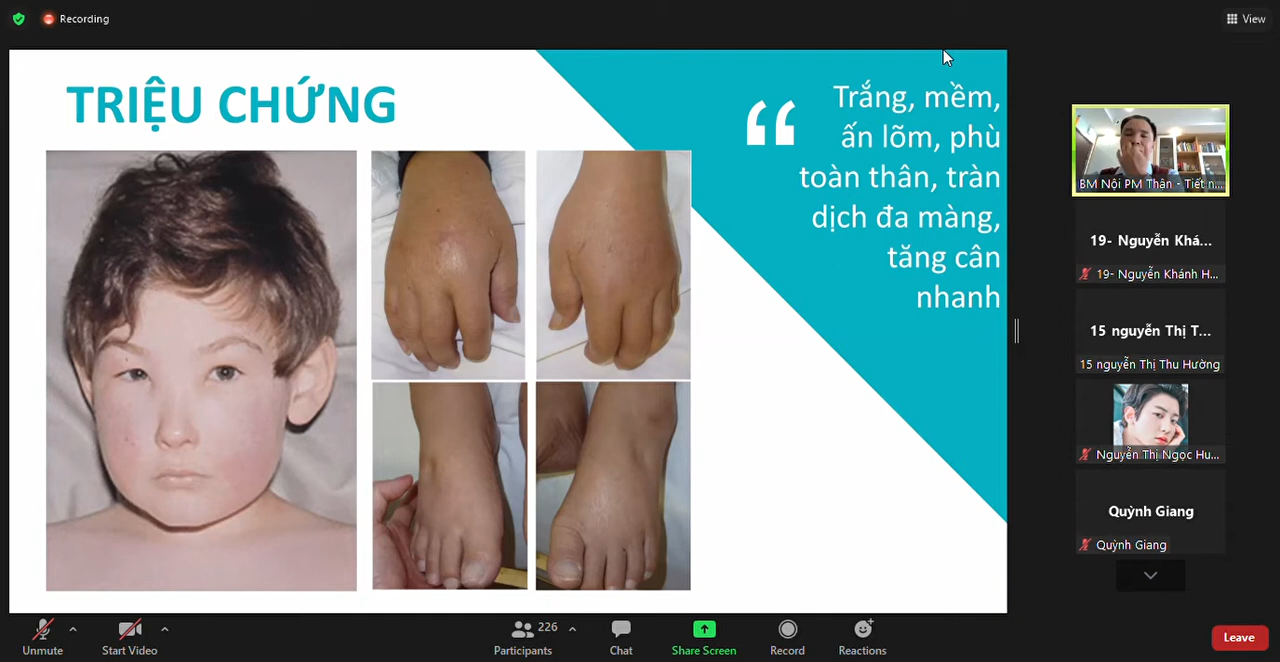 Recording
View
TRIỆU CHỨNG
“
Trắng, mềm,
ấn lõm, phù
toàn thân, tràn
dịch đa màng,
tăng cân
nhanh
BM Nội PM Thận - Tiết n...
19- Nguyễn Khá...
19- Nguyễn Khánh H...
15 nguyễn Thị T...
15 nguyễn Thị Thu Hường
Nguyễn Thị Ngọc Hu...
Quỳnh Giang
Quỳnh Giang
Unmute
Start Video
226
Participants
Chat
Share Screen
Record
Reactions
Leave